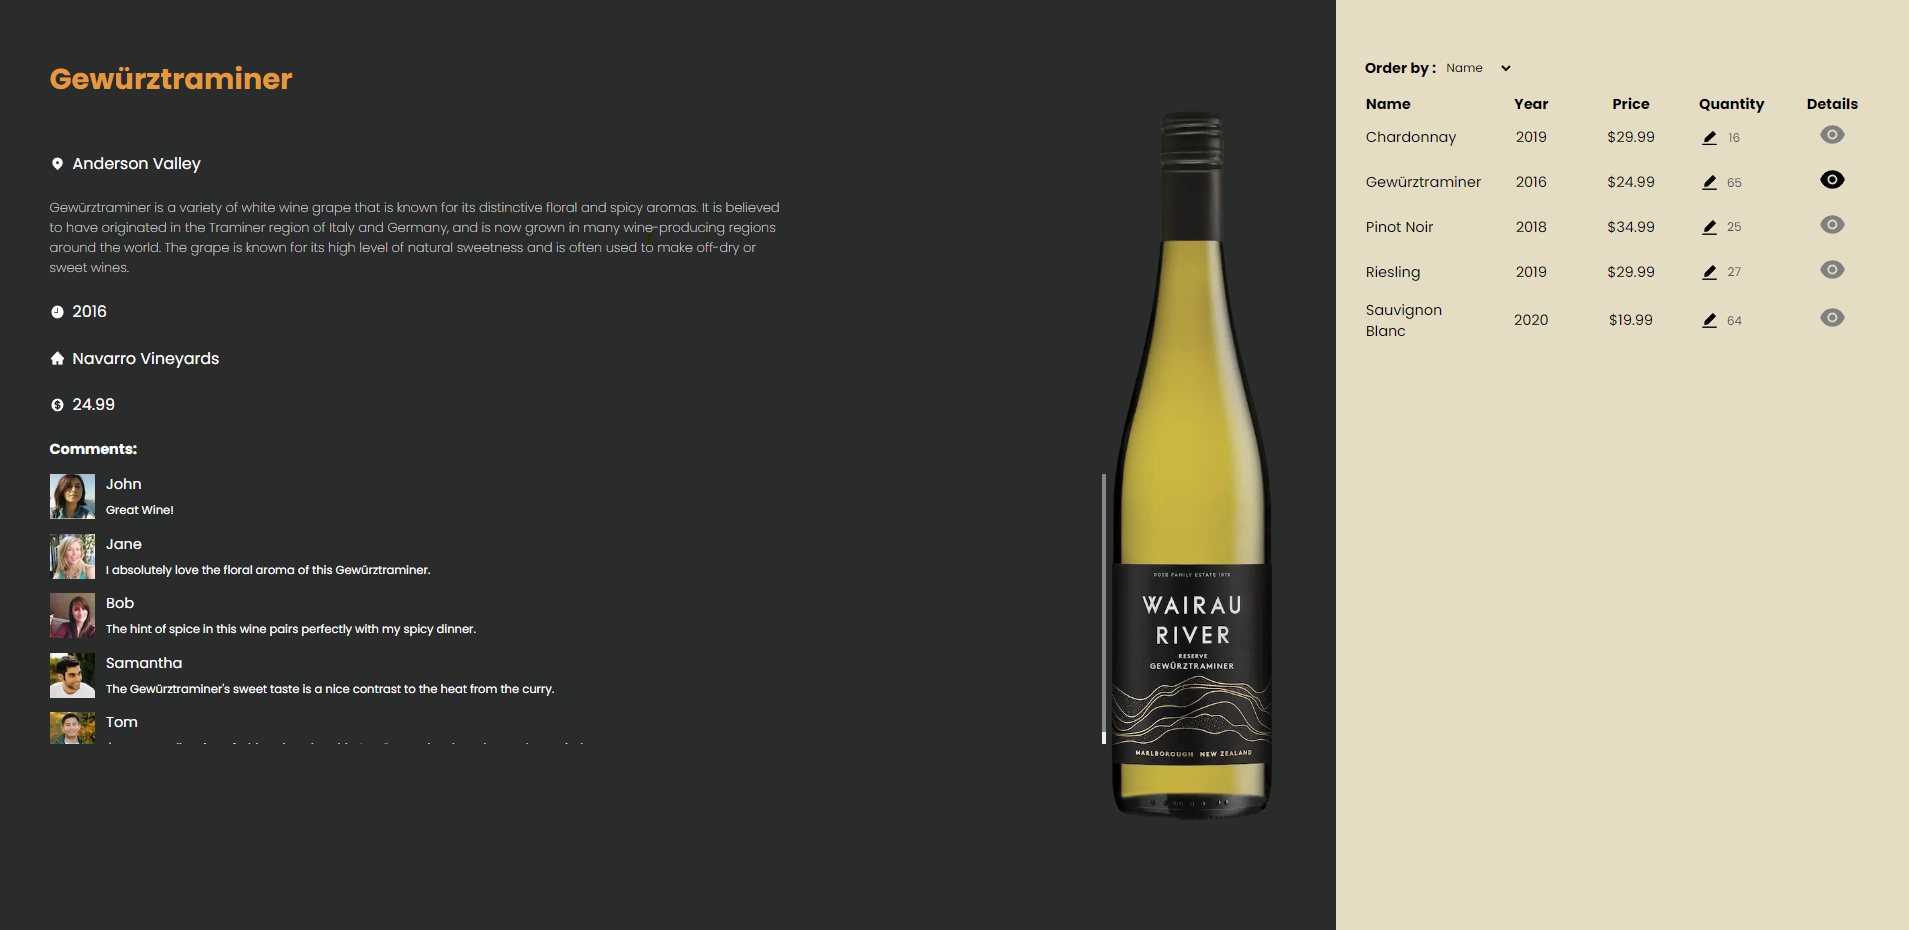 Gewürztraminer
Anderson Valley
Gewürztraminer is a variety of white wine grape that is known for its distinctive floral and spicy aromas. It is believed
to have originated in the Traminer region of Italy and Germany, and is now grown in many wine-producing regions
around the world. The grape is known for its high level of natural sweetness and is often used to make off-dry or
sweet wines.
2016
Navarro Vineyards
24.99
Comments:
John
Great Wine!
Jane
I absolutely love the floral aroma of this Gewürztraminer.
Bob
The hint of spice in this wine pairs perfectly with my spicy dinner.
Samantha
The Gewürztraminer's sweet taste is a nice contrast to the heat from the curry.
Tom
ROSE FAMILY ESTATE 1978
WAIRAU
RIVER
RESERVE
GEWÜRZTRAMINER
MARLBOROUGH NEW ZEALAND
Order by : Name
Name Year Price Quantity Details
Chardonnay 2019 $29.99 16
Gewürztraminer 2016 $24.99 65
Pinot Noir 2018 $34.99 25
Riesling 2019 $29.99 27
Sauvignon
Blanc 2020 $19.99 64